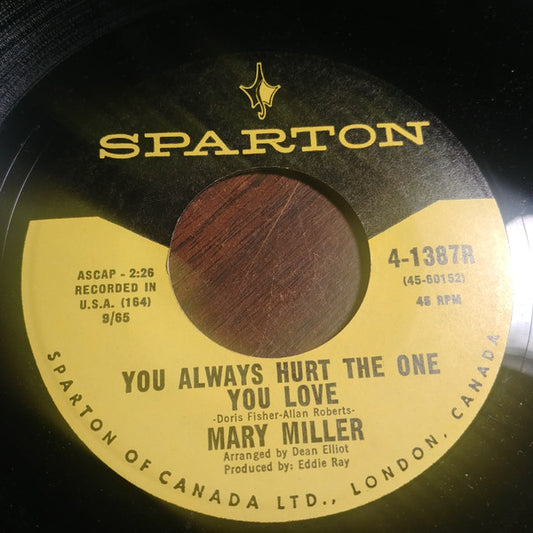 SPARTON
ASCAP - 2:26
RECORDED IN
U.S.A. (164)
9/65
4-1387R
(45-60152)
45 RPM
YOU ALWAYS HURT THE ONE
YOU LOVE
-Doris Fisher-Allan Roberts-
MARY MILLER
Arranged by Dean Elliot
Produced by: Eddie Ray
SPARTON OF CANADA LTD., LONDON, CANADA